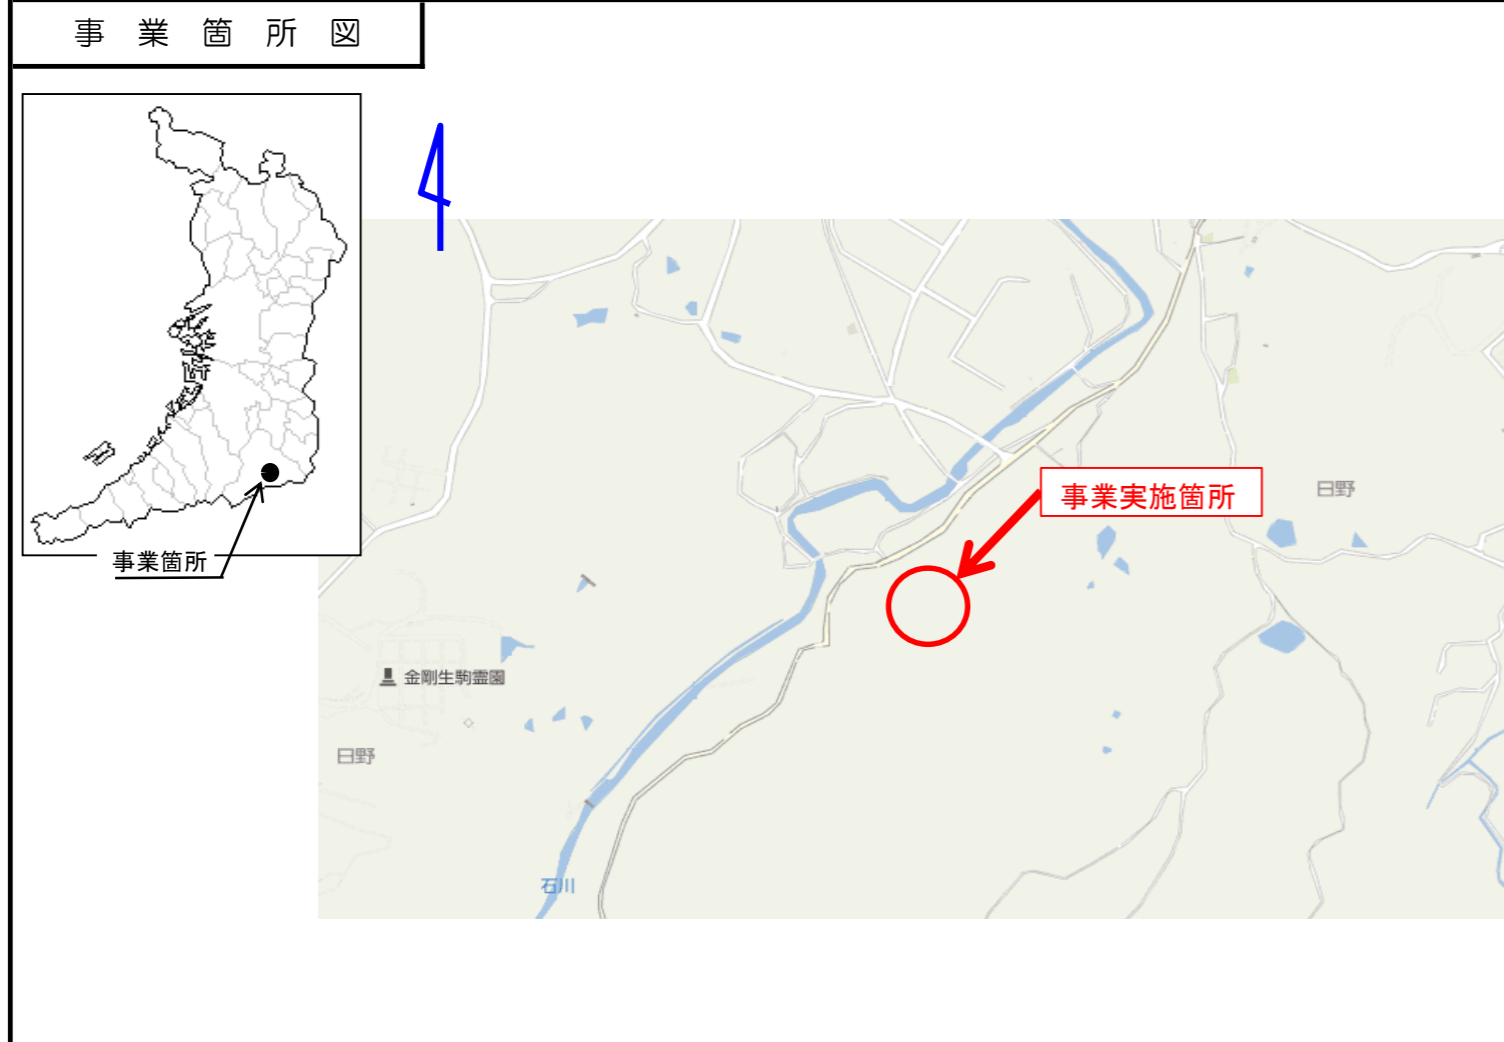 事業箇所図
事業箇所
事業実施箇所
日野
金剛生駒霊園
日野
石川